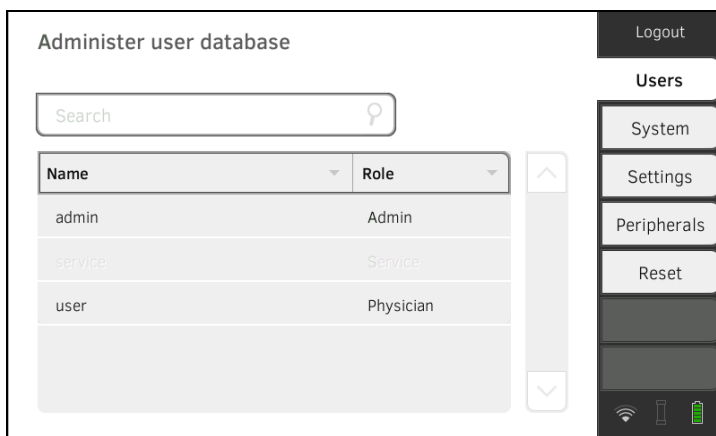 Administer user database
Search
Name Role
admin Admin
service Service
user Physician
Logout
Users
System
Settings
Peripherals
Reset